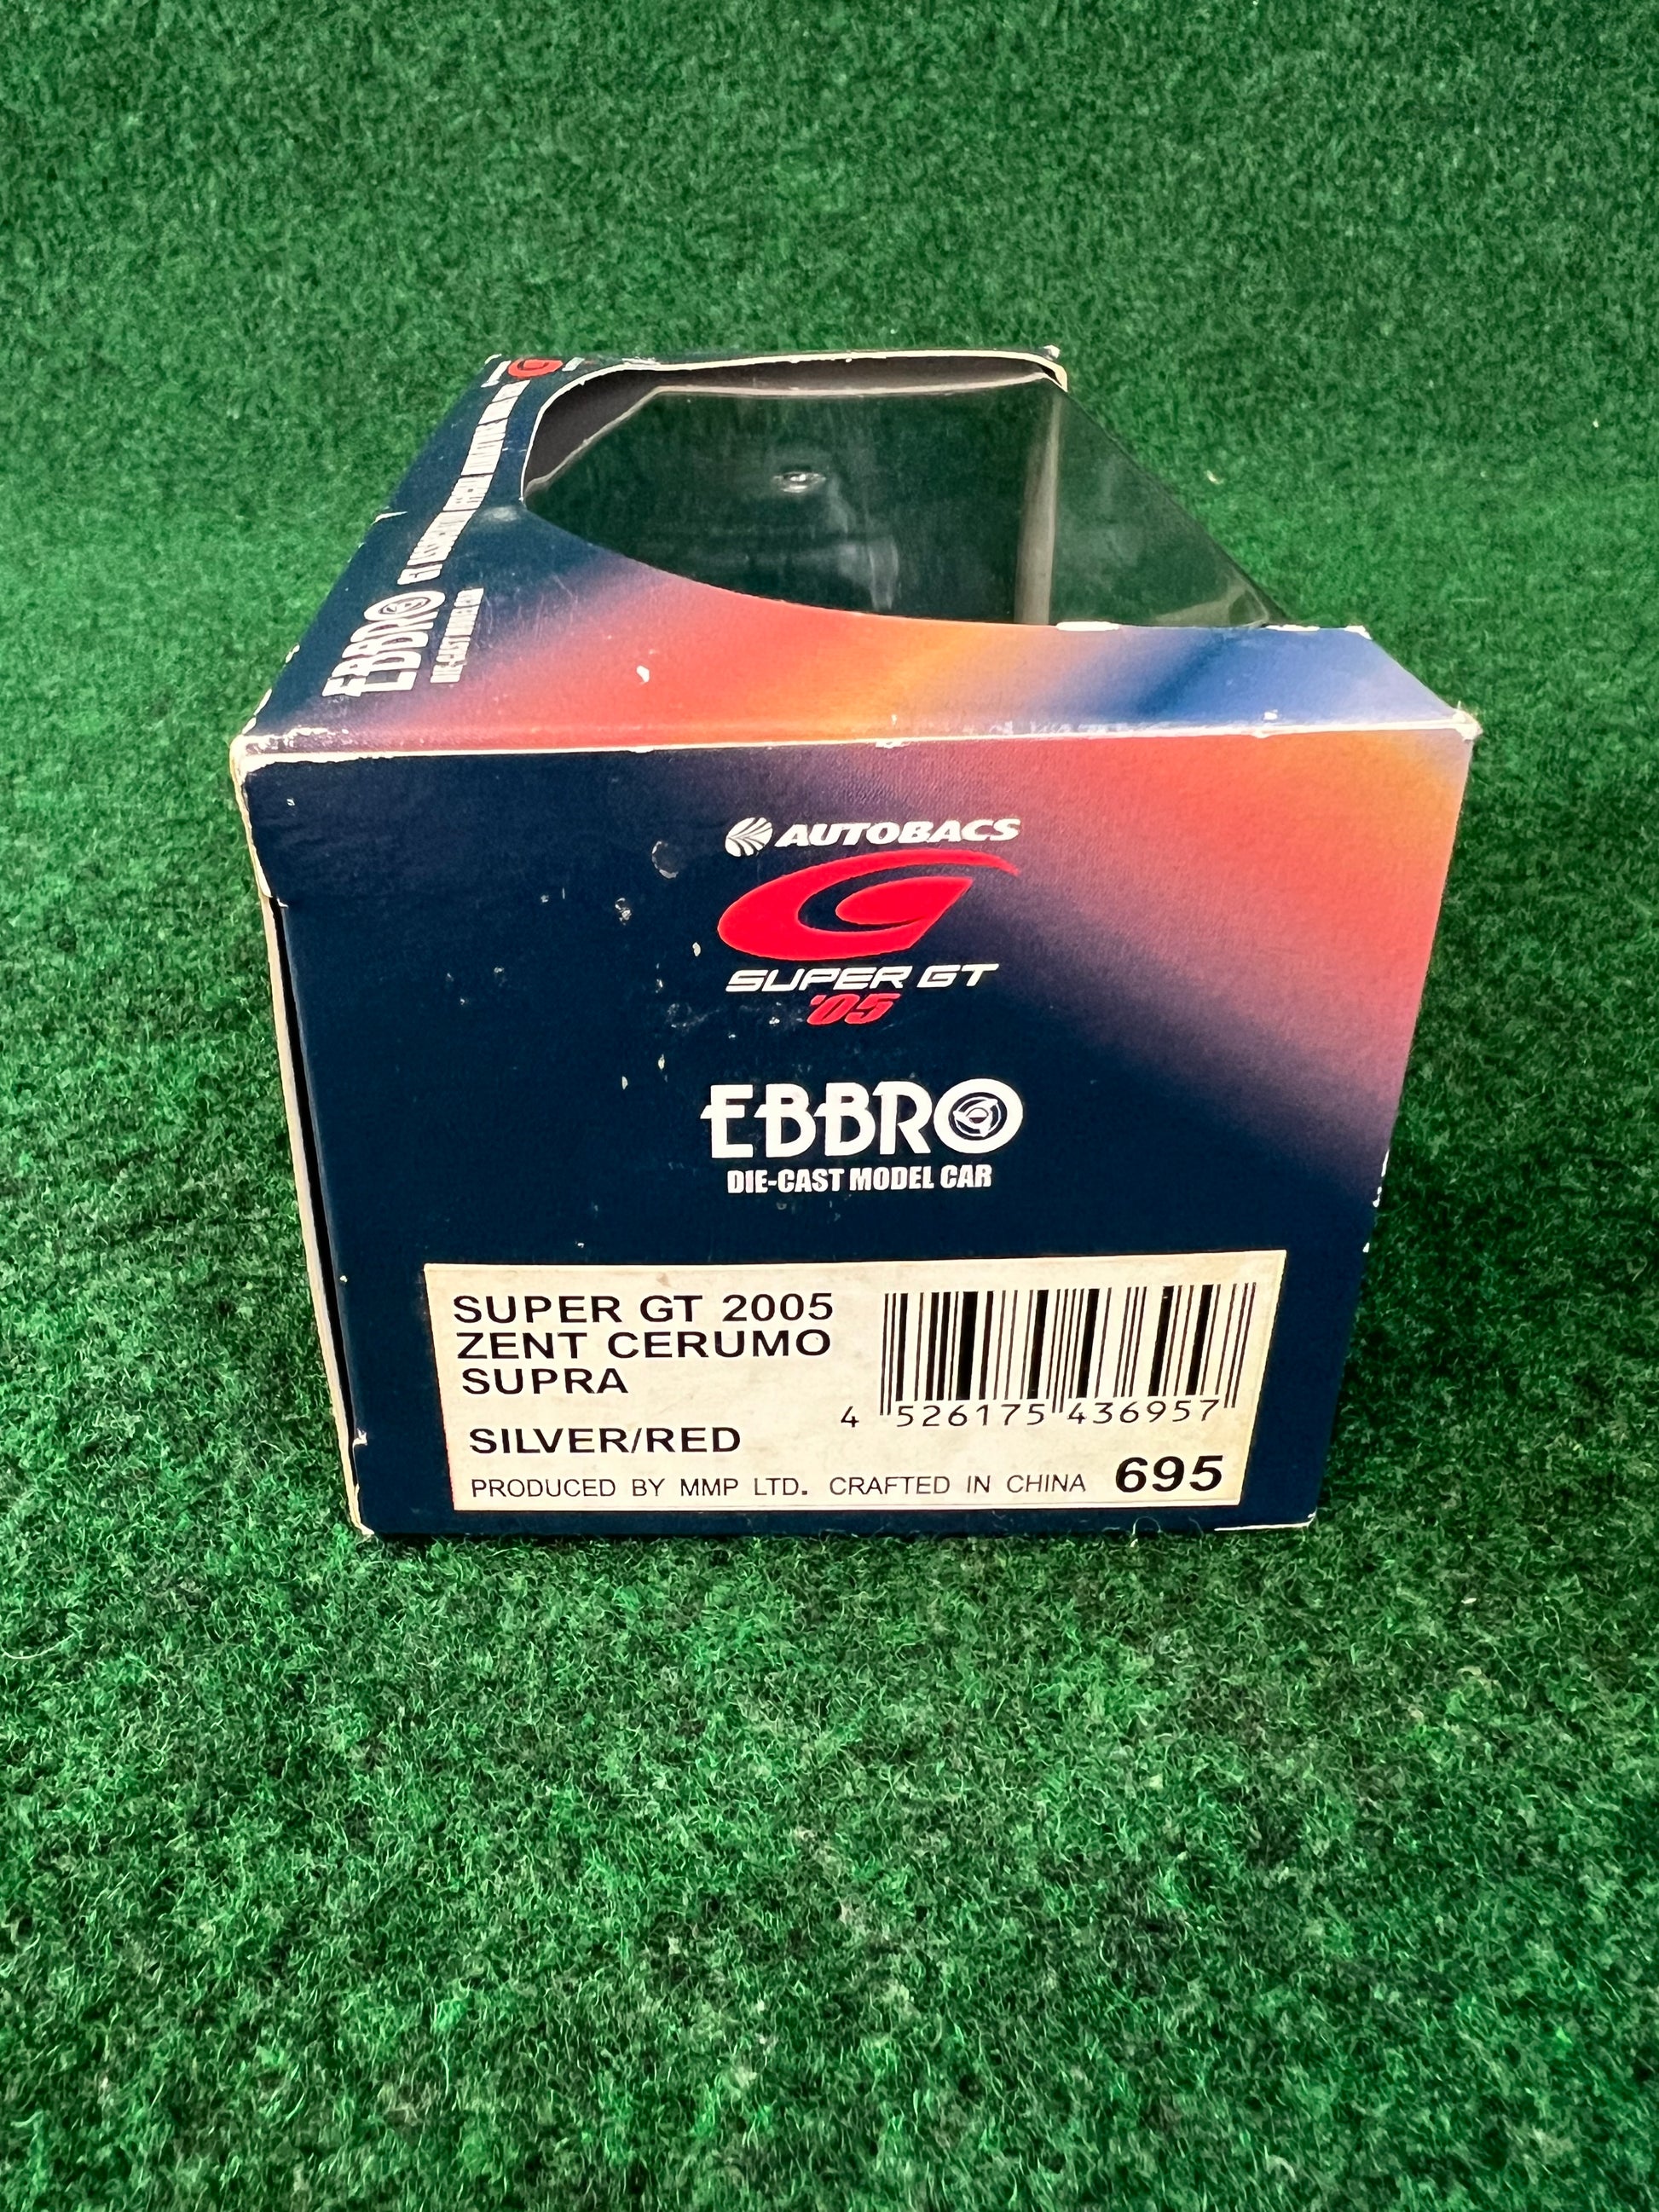 EBBRO
DIE-CAST MODEL CAR
AUTOBACS
SUPER GT
'05
EBBRO
DIE-CAST MODEL CAR
SUPER GT 2005
ZENT CERUMO
SUPRA
SILVER/RED
4 526175 436957
PRODUCED BY MMP LTD. CRAFTED IN CHINA 695